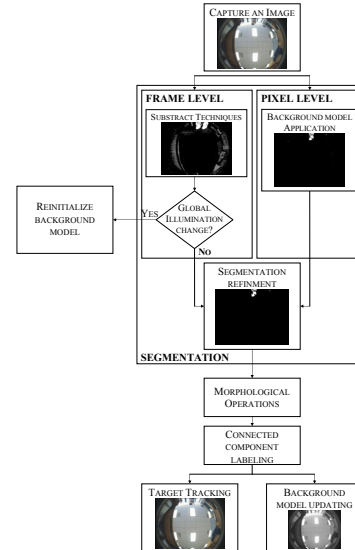 CAPTURE AN IMAGE
FRAME LEVEL
PIXEL LEVEL
SUBSTRACT TECHNIQUES
BACKGROUND MODEL
APPLICATION
REINITIALIZE
BACKGROUND
MODEL
YES
GLOBAL
ILLUMINATION
CHANGE?
NO
SEGMENTATION
REFINMENT
SEGMENTATION
MORPHOLOGICAL
OPERATIONS
CONNECTED
COMPONENT
LABELING
TARGET TRACKING
BACKGROUND
MODEL UPDATING